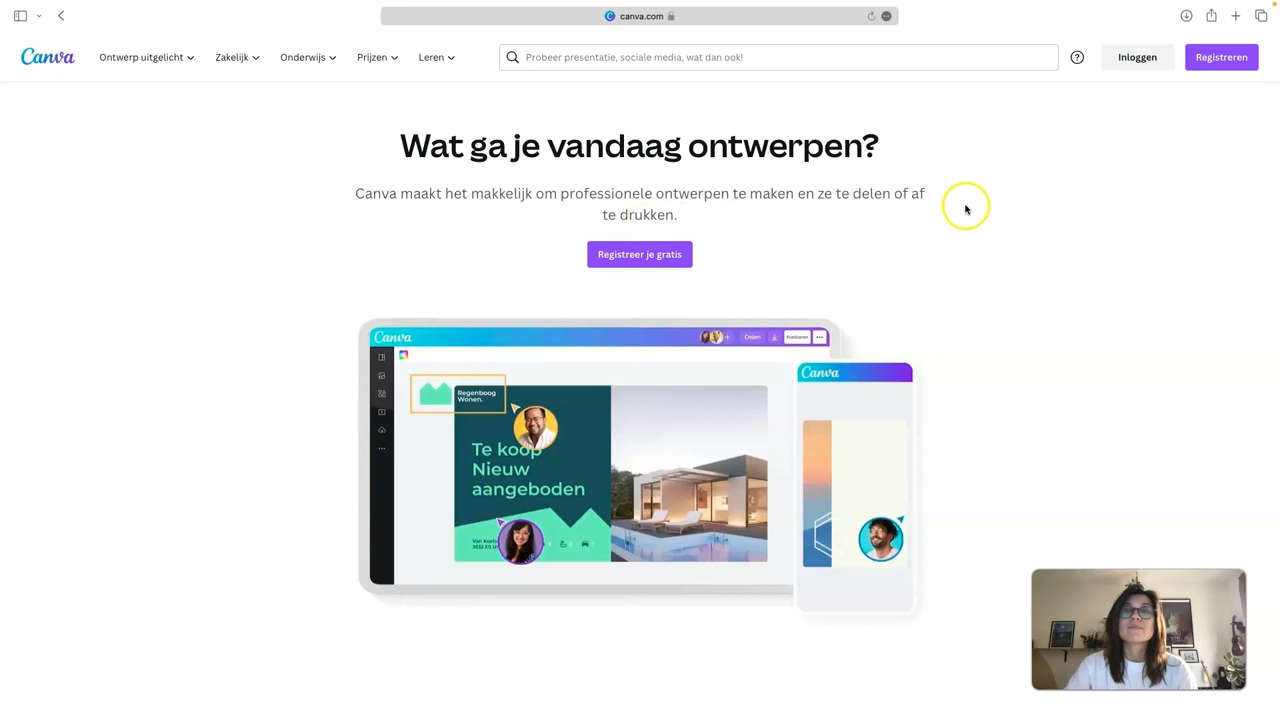 canva.com
Canva
Ontwerp uitgelicht
Zakelijk
Onderwijs
Prijzen
Leren
Probeer presentatie, sociale media, wat dan ook!
Inloggen
Registreren
Wat ga je vandaag ontwerpen?
Canva maakt het makkelijk om professionele ontwerpen te maken en ze te delen of af
te drukken.
Registreer je gratis
Canva
Delen
Canva
Regenboog
Wonen.
Te koop
Nieuw
aangeboden